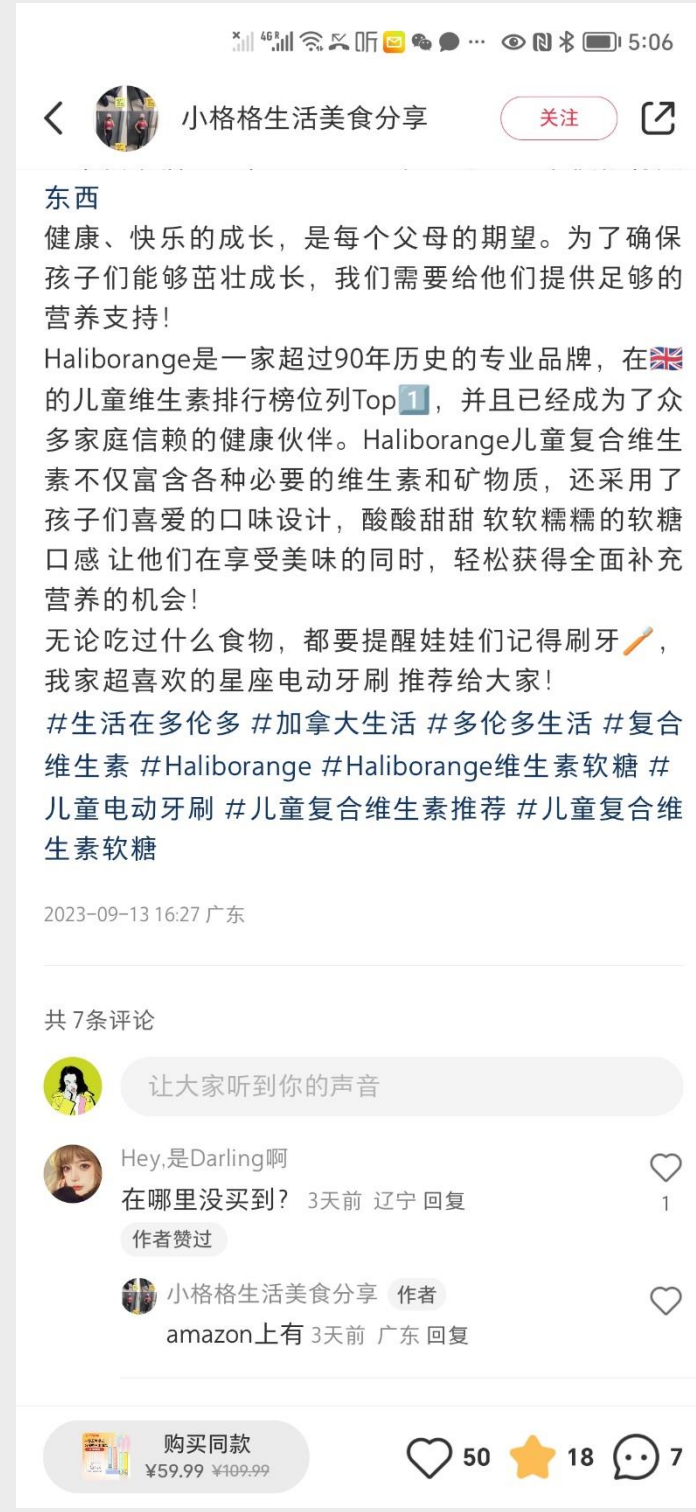 46
听
5:06
小格格生活美食分享
关注
东西
健康、快乐的成长，是每个父母的期望。为了确保
孩子们能够茁壮成长，我们需要给他们提供足够的
营养支持！
Haliborange是一家超过90年历史的专业品牌，在🇬🇧
的儿童维生素排行榜位列Top1️⃣，并且已经成为了众
多家庭信赖的健康伙伴。Haliborange儿童复合维生
素不仅富含各种必要的维生素和矿物质，还采用了
孩子们喜爱的口味设计，酸酸甜甜 软软糯糯的软糖
口感 让他们在享受美味的同时，轻松获得全面补充
营养的机会！
无论吃过什么食物，都要提醒娃娃们记得刷牙🪥，
我家超喜欢的星座电动牙刷 推荐给大家！
#生活在多伦多 #加拿大生活 #多伦多生活 #复合
维生素 #Haliborange #Haliborange维生素软糖 #
儿童电动牙刷 #儿童复合维生素推荐 #儿童复合维
生素软糖
2023-09-13 16:27 广东
共 7条评论
让大家听到你的声音
Hey,是Darling啊
在哪里没买到? 3天前 辽宁 回复
1
作者赞过
小格格生活美食分享 作者
amazon上有 3天前 广东 回复
购买同款
¥59.99 ¥109.99
50
18
7